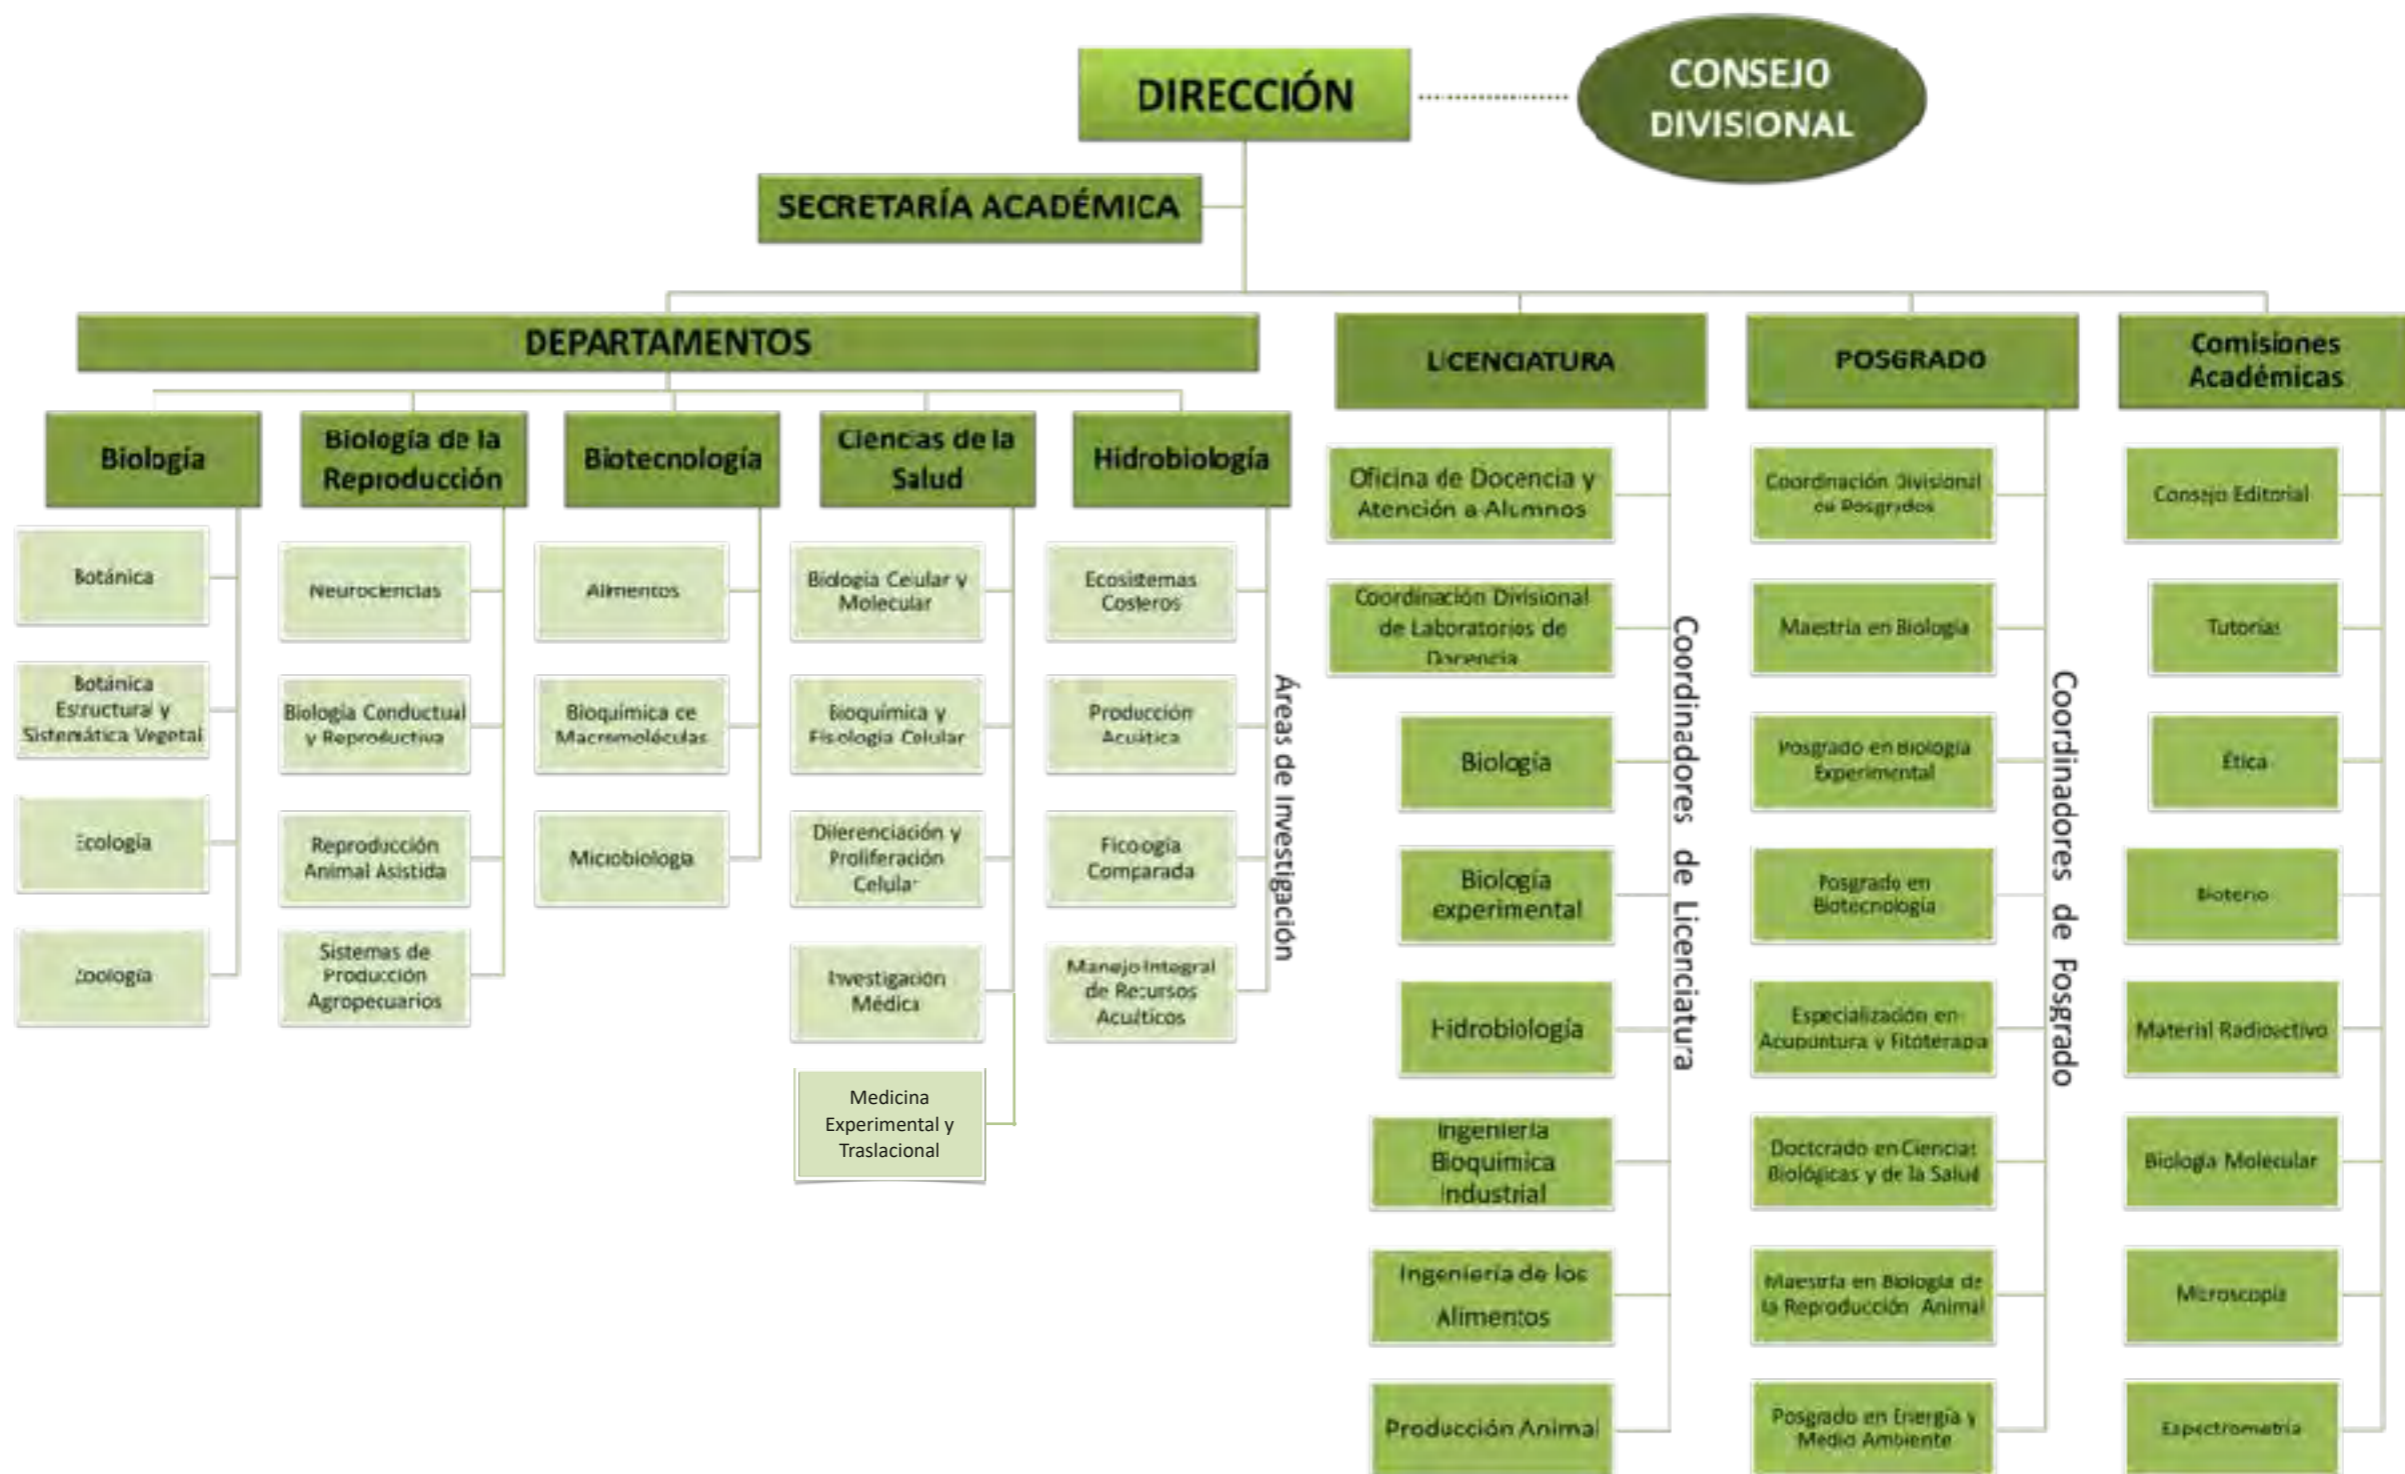 DIRECCIÓN
CONSEJO
DIVISIONAL
SECRETARÍA ACADÉMICA
DEPARTAMENTOS
Biología
Biología de la
Reproducción
Biotecnología
Ciencias de la
Salud
Hidrobiología
Botánica
Botánica
Estructural y
Sistemática Vegetal
Ecología
Zoología
Neurociencias
Biología Conductual
y Reproductiva
Reproducción
Animal Asistida
Sistemas de
Producción
Agropecuarios
Alimentos
Bioquímica de
Macromoléculas
Microbiología
Biología Celular y
Molecular
Bioquímica y
Fisiología Celular
Diferenciación y
Proliferación
Celular
Investigación
Médica
Medicina
Experimental y
Traslacional
Ecosistemas
Costeros
Producción
Acuática
Ficología
Comparada
Manejo Integral
de Recursos
Acuáticos
Áreas de Investigación
LICENCIATURA
Oficina de Docencia y
Atención a Alumnos
Coordinación Divisional
de Laboratorios de
Docencia
Biología
Biología
experimental
Hidrobiología
Ingeniería
Bioquímica
Industrial
Ingeniería de los
Alimentos
Producción Animal
Coordinadores de Licenciatura
POSGRADO
Coordinación Divisional
de Posgrados
Maestría en Biología
Posgrado en Biología
Experimental
Posgrado en
Biotecnología
Especialización en
Acupuntura y Fitoterapia
Doctorado en Ciencias
Biológicas y de la Salud
Maestría en Biología de
la Reproducción Animal
Posgrado en Energía y
Medio Ambiente
Coordinadores de Posgrado
Comisiones
Académicas
Consejo Editorial
Tutorías
Ética
Bioterio
Material Radioactivo
Biología Molecular
Microscopía
Espectrometría